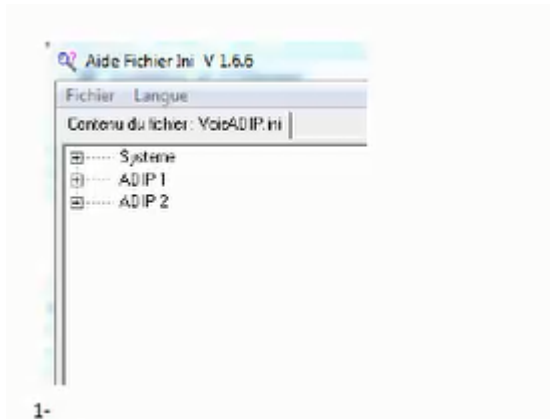 Aide Fichier Ini V 1.6.6
Fichier Langue
Contenu du fichier: VoieADIP.ini
Systeme
ADIP 1
ADIP 2
1-